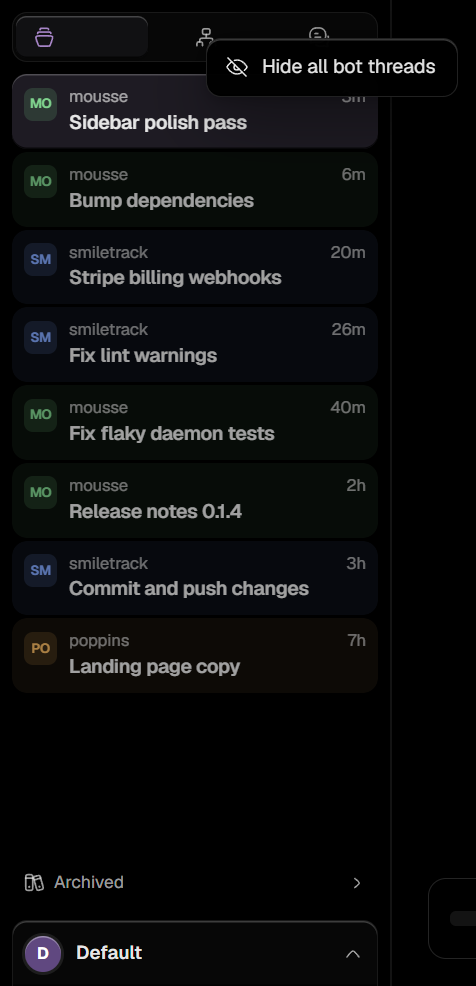 Hide all bot threads
MO mousse 3m
Sidebar polish pass
MO mousse 6m
Bump dependencies
SM smiletrack 20m
Stripe billing webhooks
SM smiletrack 26m
Fix lint warnings
MO mousse 40m
Fix flaky daemon tests
MO mousse 2h
Release notes 0.1.4
SM smiletrack 3h
Commit and push changes
PO poppins 7h
Landing page copy
Archived
D Default